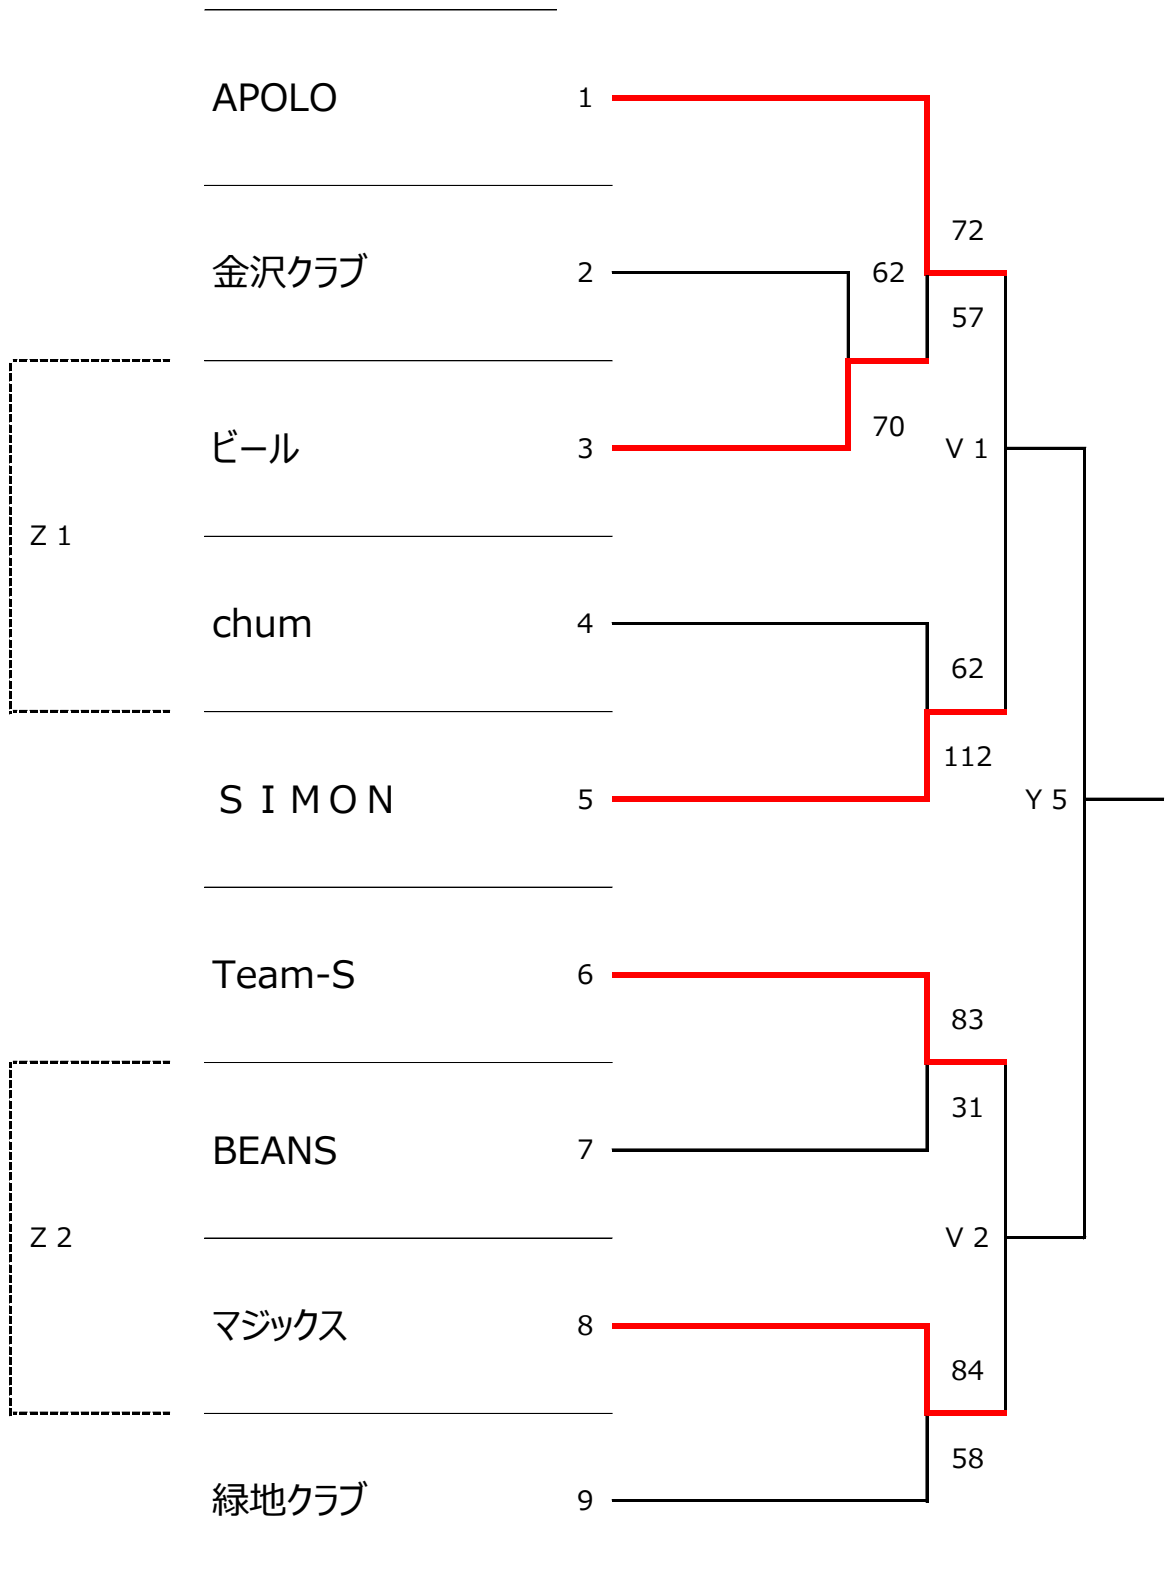 APOLO 1
72
金沢クラブ 2 62
57
ビール 3 70 V 1
Z 1
chum 4
62
112
ＳＩＭＯＮ 5 Y 5
Team-S 6
83
31
BEANS 7
Z 2 V 2
マジックス 8
84
58
緑地クラブ 9